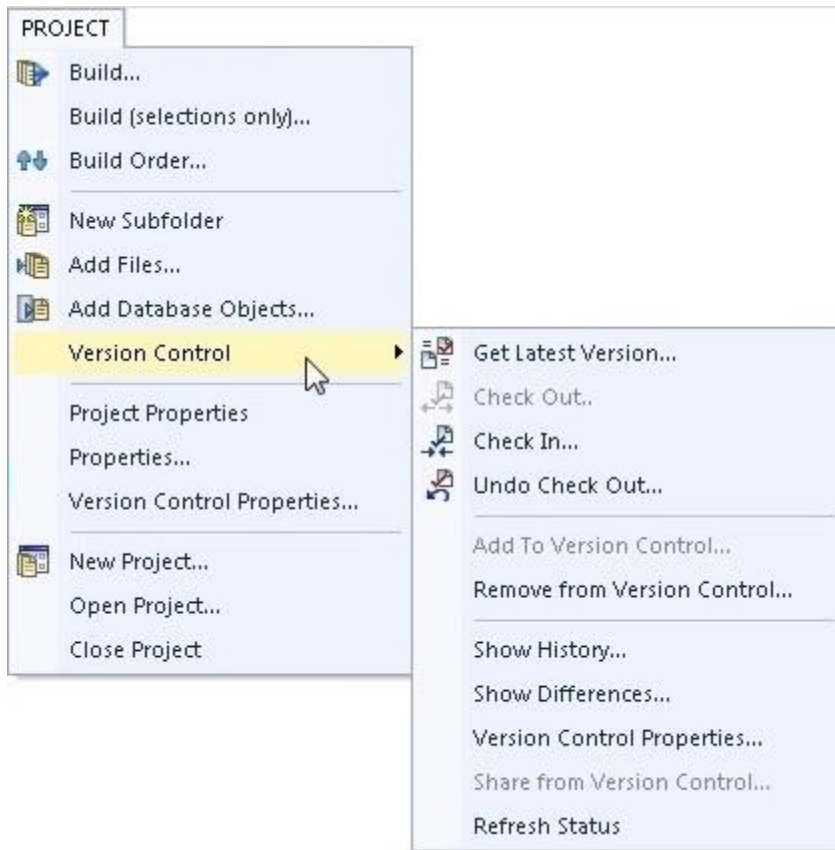 PROJECT
Build...
Build (selections only)...
Build Order...
New Subfolder
Add Files...
Add Database Objects...
Version Control
Project Properties
Properties...
Version Control Properties...
New Project...
Open Project...
Close Project
Get Latest Version...
Check Out..
Check In...
Undo Check Out...
Add To Version Control...
Remove from Version Control...
Show History...
Show Differences...
Version Control Properties...
Share from Version Control...
Refresh Status